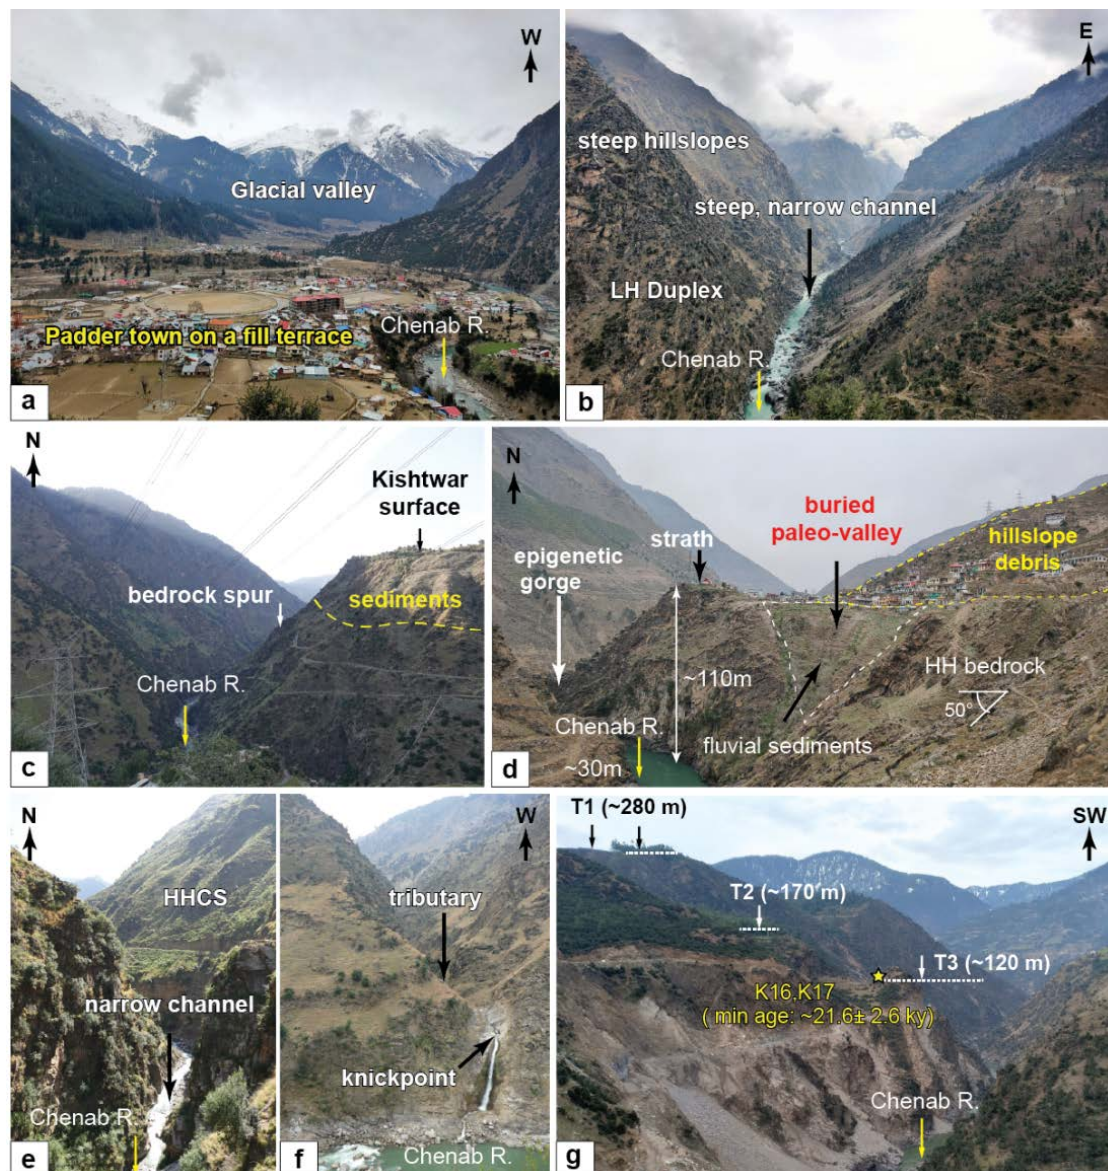 W
Glacial valley
Padder town on a fill terrace
Chenab R.
a
E
steep hillslopes
steep, narrow channel
LH Duplex
Chenab R.
b
N
Kishtwar
surface
bedrock spur
sediments
Chenab R.
c
N
buried
paleo-valley
strath
hillslope
debris
epigenetic
gorge
~110m
HH bedrock
50°
Chenab R.
fluvial sediments
~30m
d
N
HHCS
narrow channel
Chenab R.
e
W
tributary
knickpoint
Chenab R.
f
T1 (~280 m)
SW
T2 (~170 m)
T3 (~120 m)
K16,K17
( min age: ~21.6± 2.6 ky)
Chenab R.
g